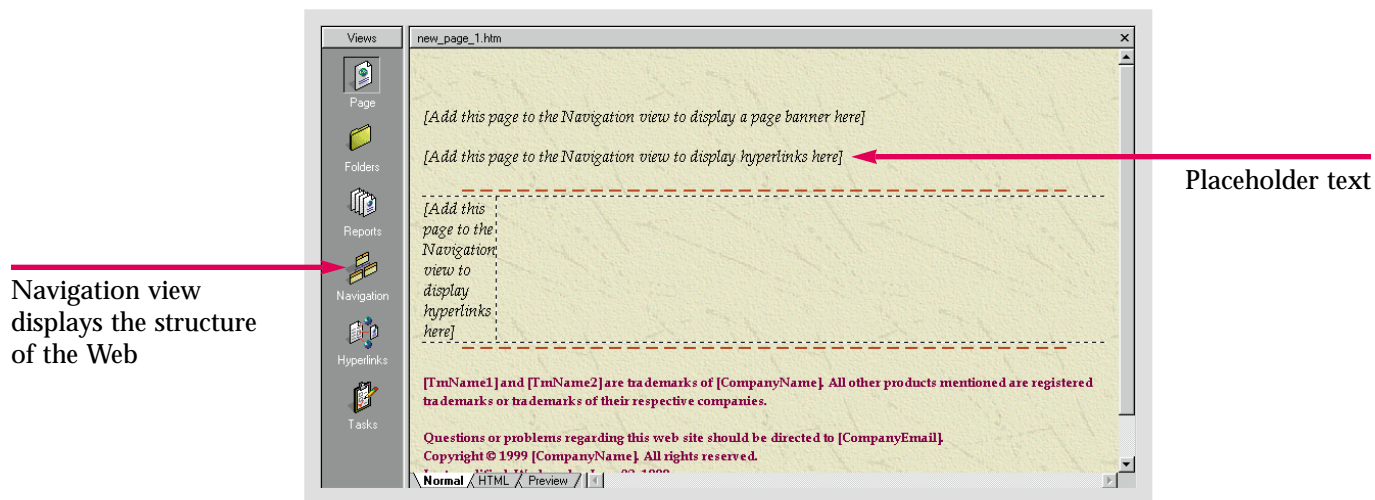 Views
new_page_1.htm
Page
Folders
Reports
Navigation
Hyperlinks
Tasks
[Add this page to the Navigation view to display a page banner here]
[Add this page to the Navigation view to display hyperlinks here]
[Add this
page to the
Navigation
view to
display
hyperlinks
here]
[TmName1] and [TmName2] are trademarks of [CompanyName]. All other products mentioned are registered
trademarks or trademarks of their respective companies.
Questions or problems regarding this web site should be directed to [CompanyEmail].
Copyright © 1999 [CompanyName]. All rights reserved.
Normal HTML Preview
Placeholder text
Navigation view
displays the structure
of the Web